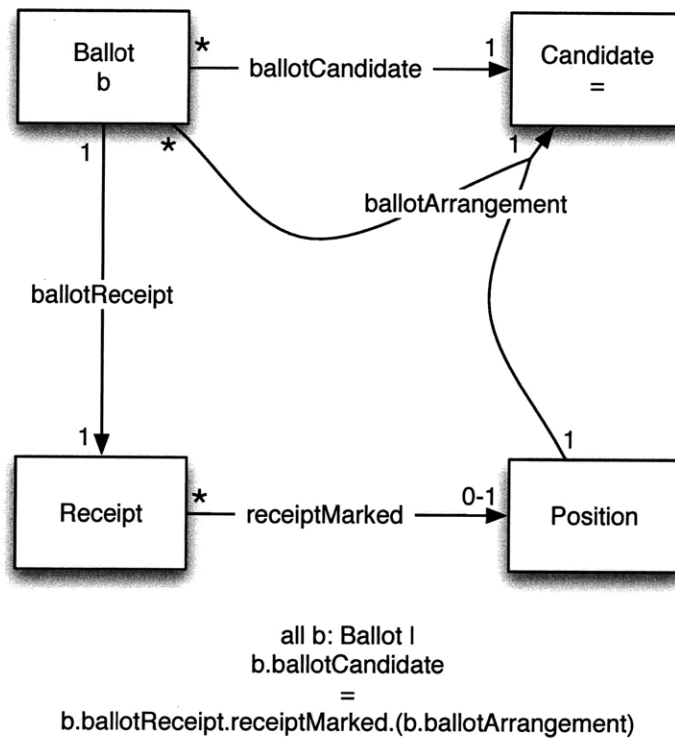 Ballot
b
* ballotCandidate 1
Candidate
=
1 * 1
ballotArrangement
ballotReceipt
1 1
Receipt
* receiptMarked 0-1
Position
all b: Ballot |
b.ballotCandidate
=
b.ballotReceipt.receiptMarked.(b.ballotArrangement)